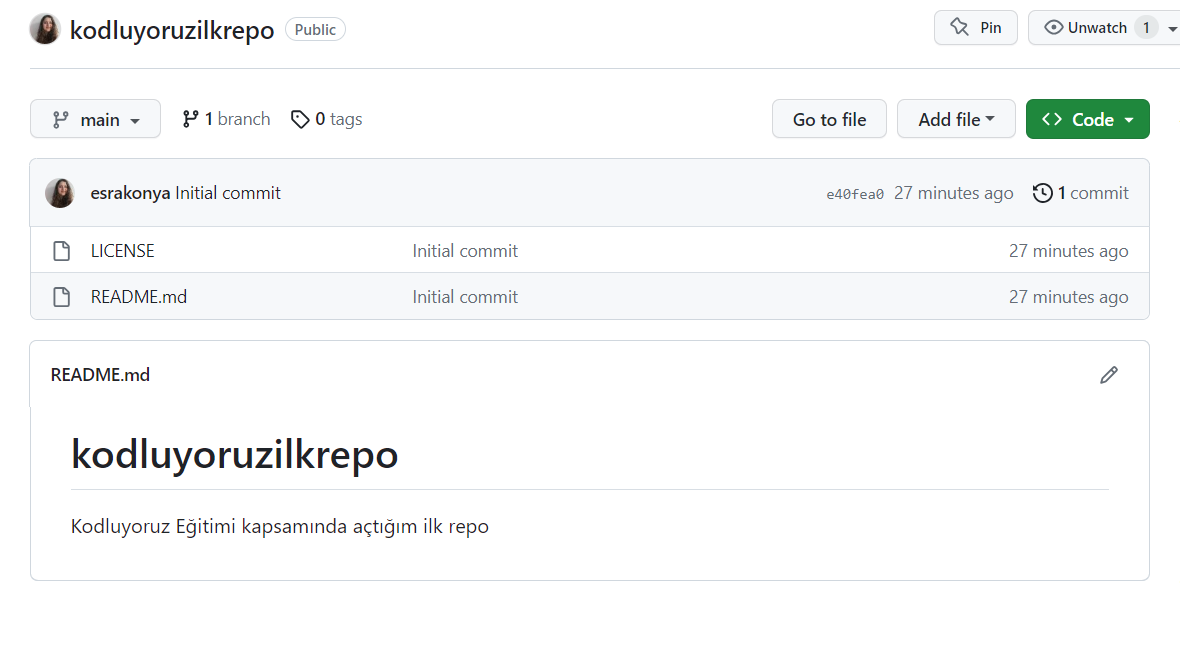 kodluyoruzilkrepo Public Pin Unwatch 1
main 1 branch 0 tags Go to file Add file Code
esrakonya Initial commit e40fea0 27 minutes ago 1 commit
LICENSE Initial commit 27 minutes ago
README.md Initial commit 27 minutes ago
README.md
kodluyoruzilkrepo
Kodluyoruz Eğitimi kapsamında açtığım ilk repo